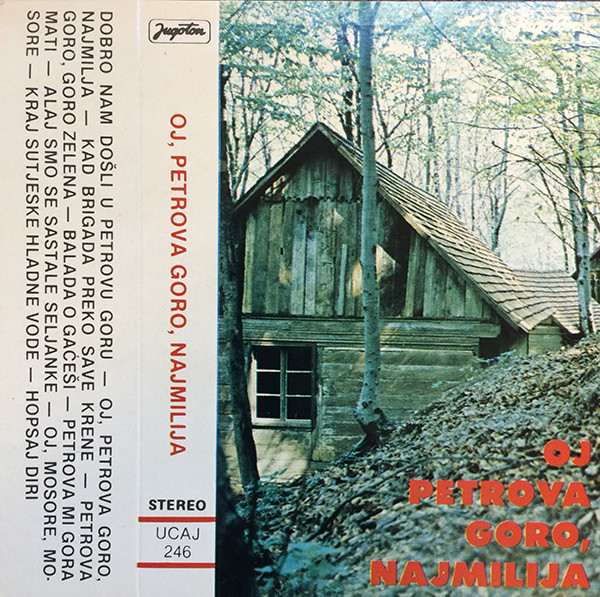 DOBRO NAM DOŠLI U PETROVU GORU — OJ, PETROVA GORO,
NAJMILJA — KAD BRIGADA PREKO SAVE KRENE — PETROVA
GORO, GORO ZELENA — BALADA O GAĆEŠI — PETROVA MI GORA
MATI — ALAJ SMO SE SASTALE SELJANKE — OJ, MOSORE, MO-
SORE — KRAJ SUTJESKE HLADNE VODE — HOPSAJ DIRI
Jugoton
OJ, PETROVA GORO, NAJMILIJA
STEREO
UCAJ
246
OJ
PETROVA
GORO,
NAJMILIJA